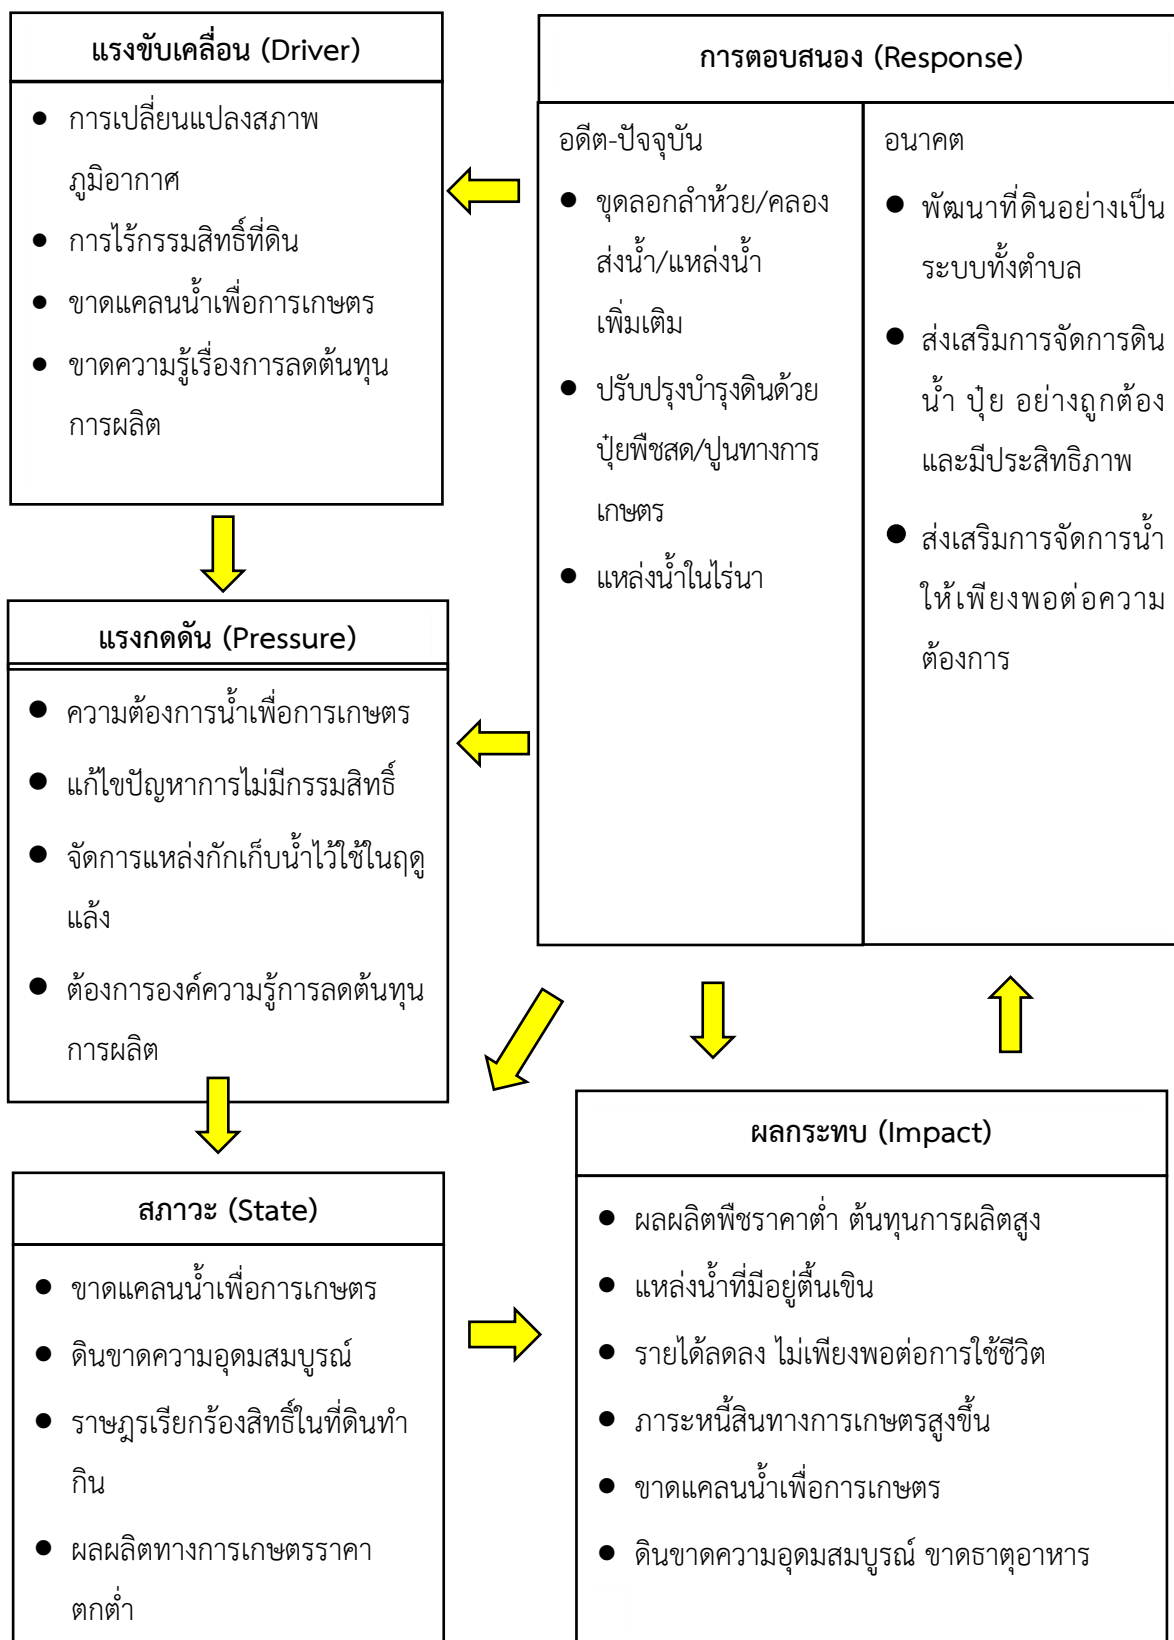 แรงขับเคลื่อน (Driver)
● การเปลี่ยนแปลงสภาพ
ภูมิอากาศ
● การไร้กรรมสิทธิ์ที่ดิน
● ขาดแคลนน้ำเพื่อการเกษตร
● ขาดความรู้เรื่องการลดต้นทุน
การผลิต
การตอบสนอง (Response)
อดีต-ปัจจุบัน
● ขุดลอกลำห้วย/คลอง
ส่งน้ำ/แหล่งน้ำ
เพิ่มเติม
● ปรับปรุงบำรุงดินด้วย
ปุ๋ยพืชสด/ปูนทางการ
เกษตร
● แหล่งน้ำในไร่นา
อนาคต
● พัฒนาที่ดินอย่างเป็น
ระบบทั้งตำบล
● ส่งเสริมการจัดการดิน
น้ำ ปุ๋ย อย่างถูกต้อง
และมีประสิทธิภาพ
● ส่งเสริมการจัดการน้ำ
ให้เพียงพอต่อความ
ต้องการ
แรงกดดัน (Pressure)
● ความต้องการน้ำเพื่อการเกษตร
● แก้ไขปัญหาการไม่มีกรรมสิทธิ์
● จัดการแหล่งกักเก็บน้ำไว้ใช้ในฤดู
แล้ง
● ต้องการองค์ความรู้การลดต้นทุน
การผลิต
สภาวะ (State)
● ขาดแคลนน้ำเพื่อการเกษตร
● ดินขาดความอุดมสมบูรณ์
● ราษฎรเรียกร้องสิทธิ์ในที่ดินทำ
กิน
● ผลผลิตทางการเกษตรราคา
ตกต่ำ
ผลกระทบ (Impact)
● ผลผลิตพืชราคาต่ำ ต้นทุนการผลิตสูง
● แหล่งน้ำที่มีอยู่ตื้นเขิน
● รายได้ลดลง ไม่เพียงพอต่อการใช้ชีวิต
● ภาระหนี้สินทางการเกษตรสูงขึ้น
● ขาดแคลนน้ำเพื่อการเกษตร
● ดินขาดความอุดมสมบูรณ์ ขาดธาตุอาหาร